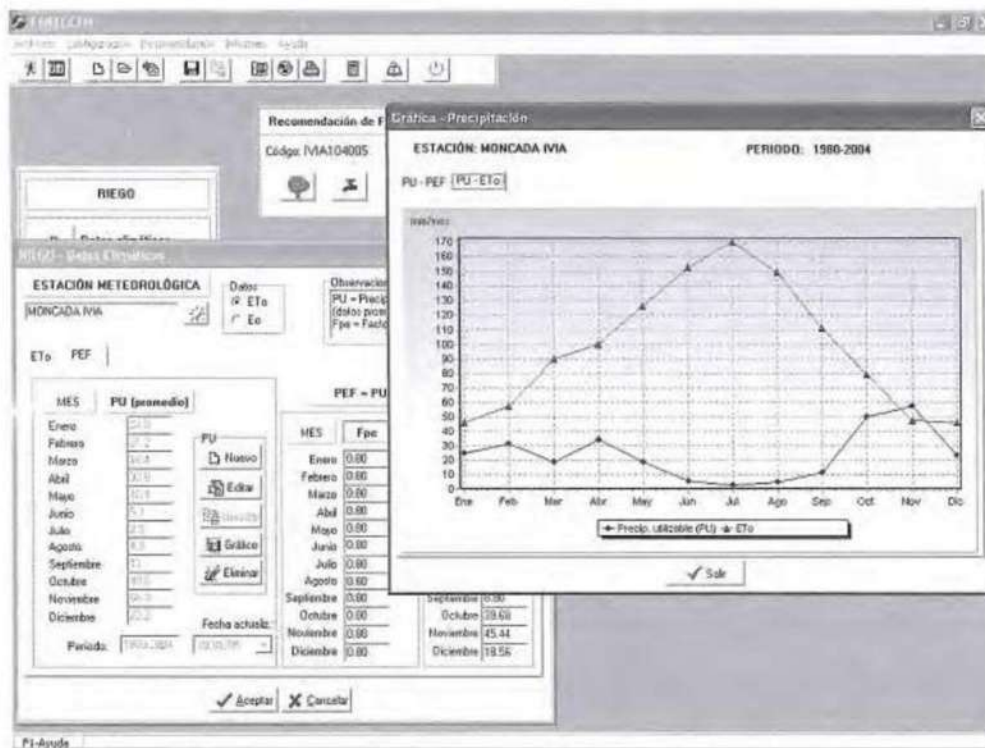 Recomendación de F
Código: IVIA104005
RIEGO
ESTACIÓN METEOROLÓGICA
MONCADA IVIA
Datos
ETo
Eo
PU = Precip
Fpe = Facto
ETo PEF
MES PU (promedio)
Enero
Febrero
Marzo
Abril
Mayo
Junio
Julio
Agosto
Septiembre
Octubre
Noviembre
Diciembre
Periodo:
PU
Nuevo
Editar
Gráfico
Eliminar
Fecha actualiz
PEF = PU
MES Fpe
Enero 0.80
Febrero 0.80
Marzo 0.80
Abril 0.80
Mayo 0.80
Junio 0.80
Julio 0.80
Agosto 0.80
Septiembre 0.80
Octubre 0.80
Noviembre 0.80
Diciembre 0.80
Septiembre 8.80
Octubre 39.68
Noviembre 45.44
Diciembre 18.56
Aceptar Cancelar
F1-Ayuda
Gráfica - Precipitación
ESTACIÓN: MONCADA IVIA PERIODO: 1980-2004
PU - PEF PU - ETo
mm/mes
170
160
150
140
130
120
110
100
90
80
70
60
50
40
30
20
10
0
Ene Feb Mar Abr May Jun Jul Ago Sep Oct Nov Dic
Precip. utilizable (PU) ETo
Salir